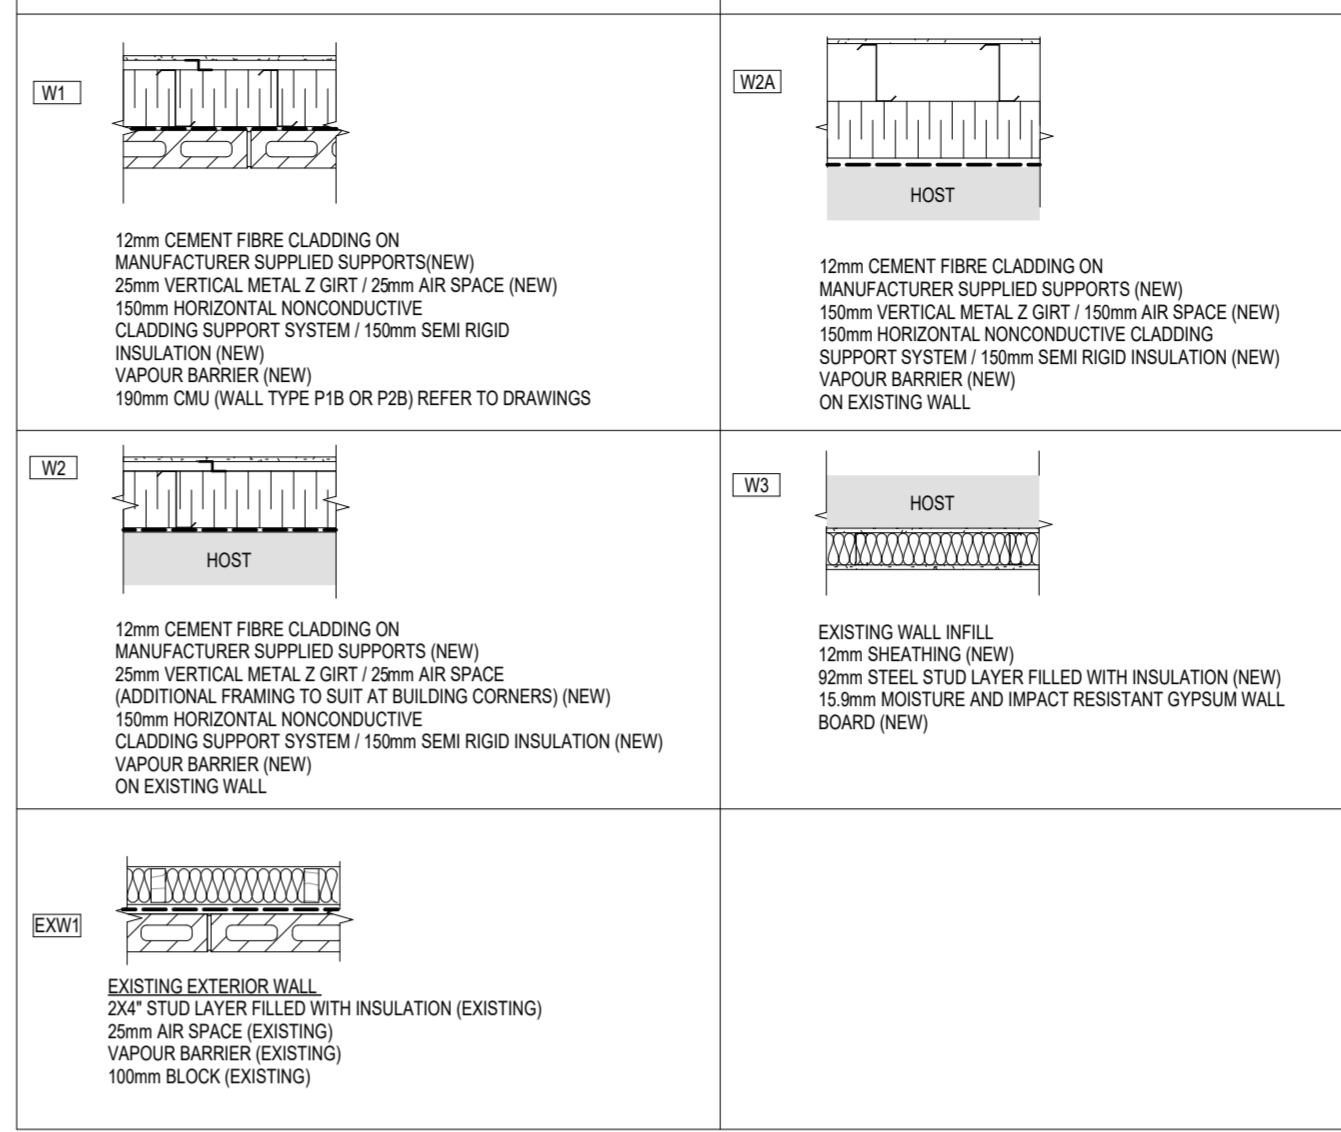 W1
12mm CEMENT FIBRE CLADDING ON
MANUFACTURER SUPPLIED SUPPORTS(NEW)
25mm VERTICAL METAL Z GIRT / 25mm AIR SPACE (NEW)
150mm HORIZONTAL NONCONDUCTIVE
CLADDING SUPPORT SYSTEM / 150mm SEMI RIGID
INSULATION (NEW)
VAPOUR BARRIER (NEW)
190mm CMU (WALL TYPE P1B OR P2B) REFER TO DRAWINGS
W2A
HOST
12mm CEMENT FIBRE CLADDING ON
MANUFACTURER SUPPLIED SUPPORTS (NEW)
150mm VERTICAL METAL Z GIRT / 150mm AIR SPACE (NEW)
150mm HORIZONTAL NONCONDUCTIVE CLADDING
SUPPORT SYSTEM / 150mm SEMI RIGID INSULATION (NEW)
VAPOUR BARRIER (NEW)
ON EXISTING WALL
W2
HOST
12mm CEMENT FIBRE CLADDING ON
MANUFACTURER SUPPLIED SUPPORTS (NEW)
25mm VERTICAL METAL Z GIRT / 25mm AIR SPACE
(ADDITIONAL FRAMING TO SUIT AT BUILDING CORNERS) (NEW)
150mm HORIZONTAL NONCONDUCTIVE
CLADDING SUPPORT SYSTEM / 150mm SEMI RIGID INSULATION (NEW)
VAPOUR BARRIER (NEW)
ON EXISTING WALL
W3
HOST
EXISTING WALL INFILL
12mm SHEATHING (NEW)
92mm STEEL STUD LAYER FILLED WITH INSULATION (NEW)
15.9mm MOISTURE AND IMPACT RESISTANT GYPSUM WALL
BOARD (NEW)
EXW1
EXISTING EXTERIOR WALL
2X4" STUD LAYER FILLED WITH INSULATION (EXISTING)
25mm AIR SPACE (EXISTING)
VAPOUR BARRIER (EXISTING)
100mm BLOCK (EXISTING)